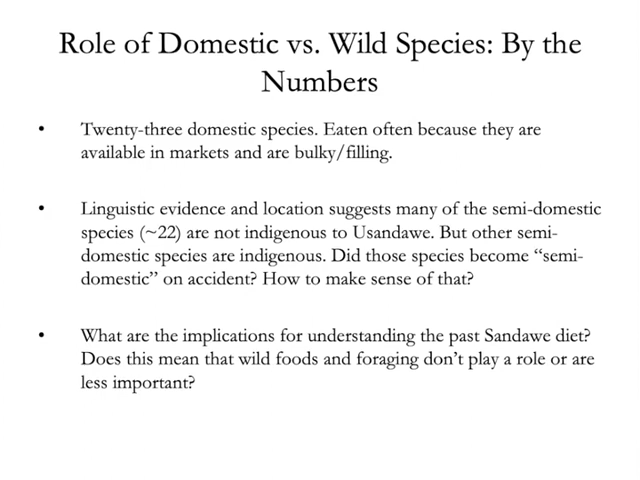 Role of Domestic vs. Wild Species: By the
Numbers
• Twenty-three domestic species. Eaten often because they are
available in markets and are bulky/filling.
• Linguistic evidence and location suggests many of the semi-domestic
species (~22) are not indigenous to Usandawe. But other semi-
domestic species are indigenous. Did those species become “semi-
domestic” on accident? How to make sense of that?
• What are the implications for understanding the past Sandawe diet?
Does this mean that wild foods and foraging don’t play a role or are
less important?